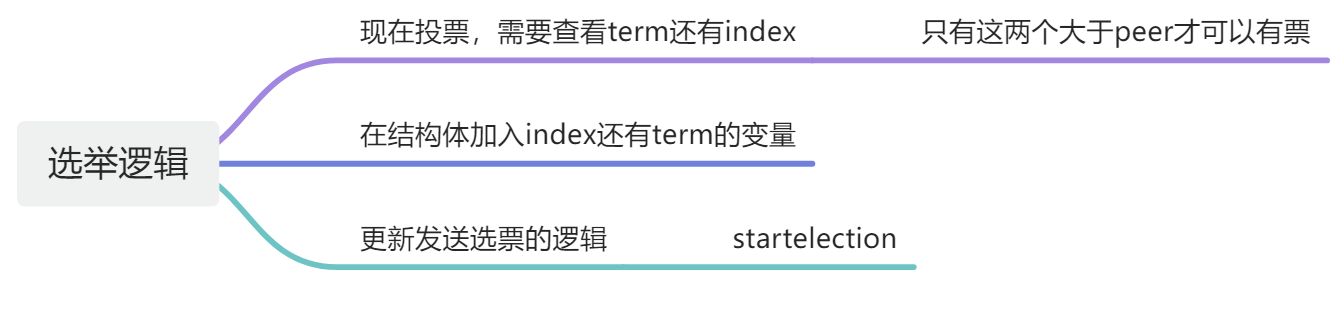 选举逻辑
现在投票，需要查看term还有index
只有这两个大于peer才可以有票
在结构体加入index还有term的变量
更新发送选票的逻辑
startelection